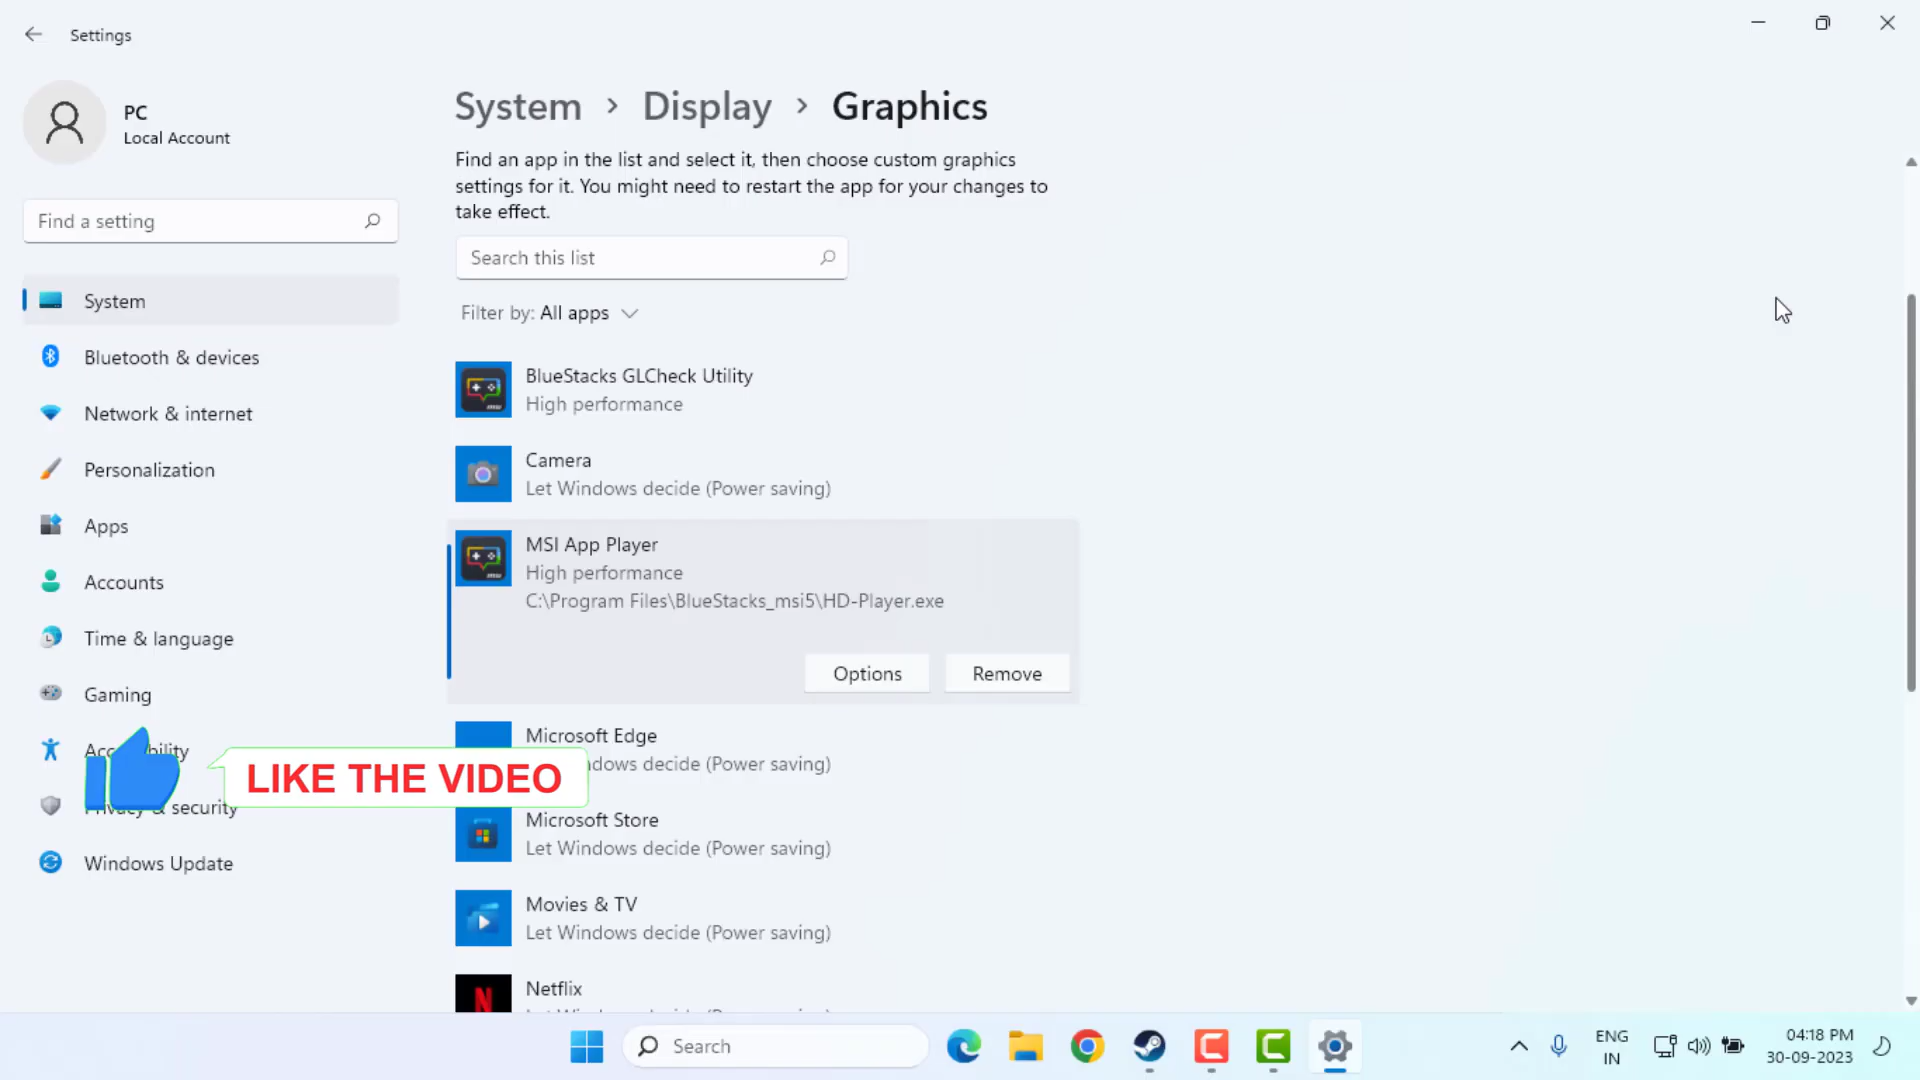 Settings
PC
Local Account
Find a setting
System
Bluetooth & devices
Network & internet
Personalization
Apps
Accounts
Time & language
Gaming
Windows Update
LIKE THE VIDEO
System > Display > Graphics
Find an app in the list and select it, then choose custom graphics
settings for it. You might need to restart the app for your changes to
take effect.
Search this list
Filter by: All apps
BlueStacks GLCheck Utility
High performance
Camera
Let Windows decide (Power saving)
MSI App Player
High performance
C:\Program Files\BlueStacks_msi5\HD-Player.exe
Options
Remove
Microsoft Edge
decide (Power saving)
Microsoft Store
Let Windows decide (Power saving)
Movies & TV
Let Windows decide (Power saving)
Netflix
Search
ENG
IN
04:18 PM
30-09-2023
security